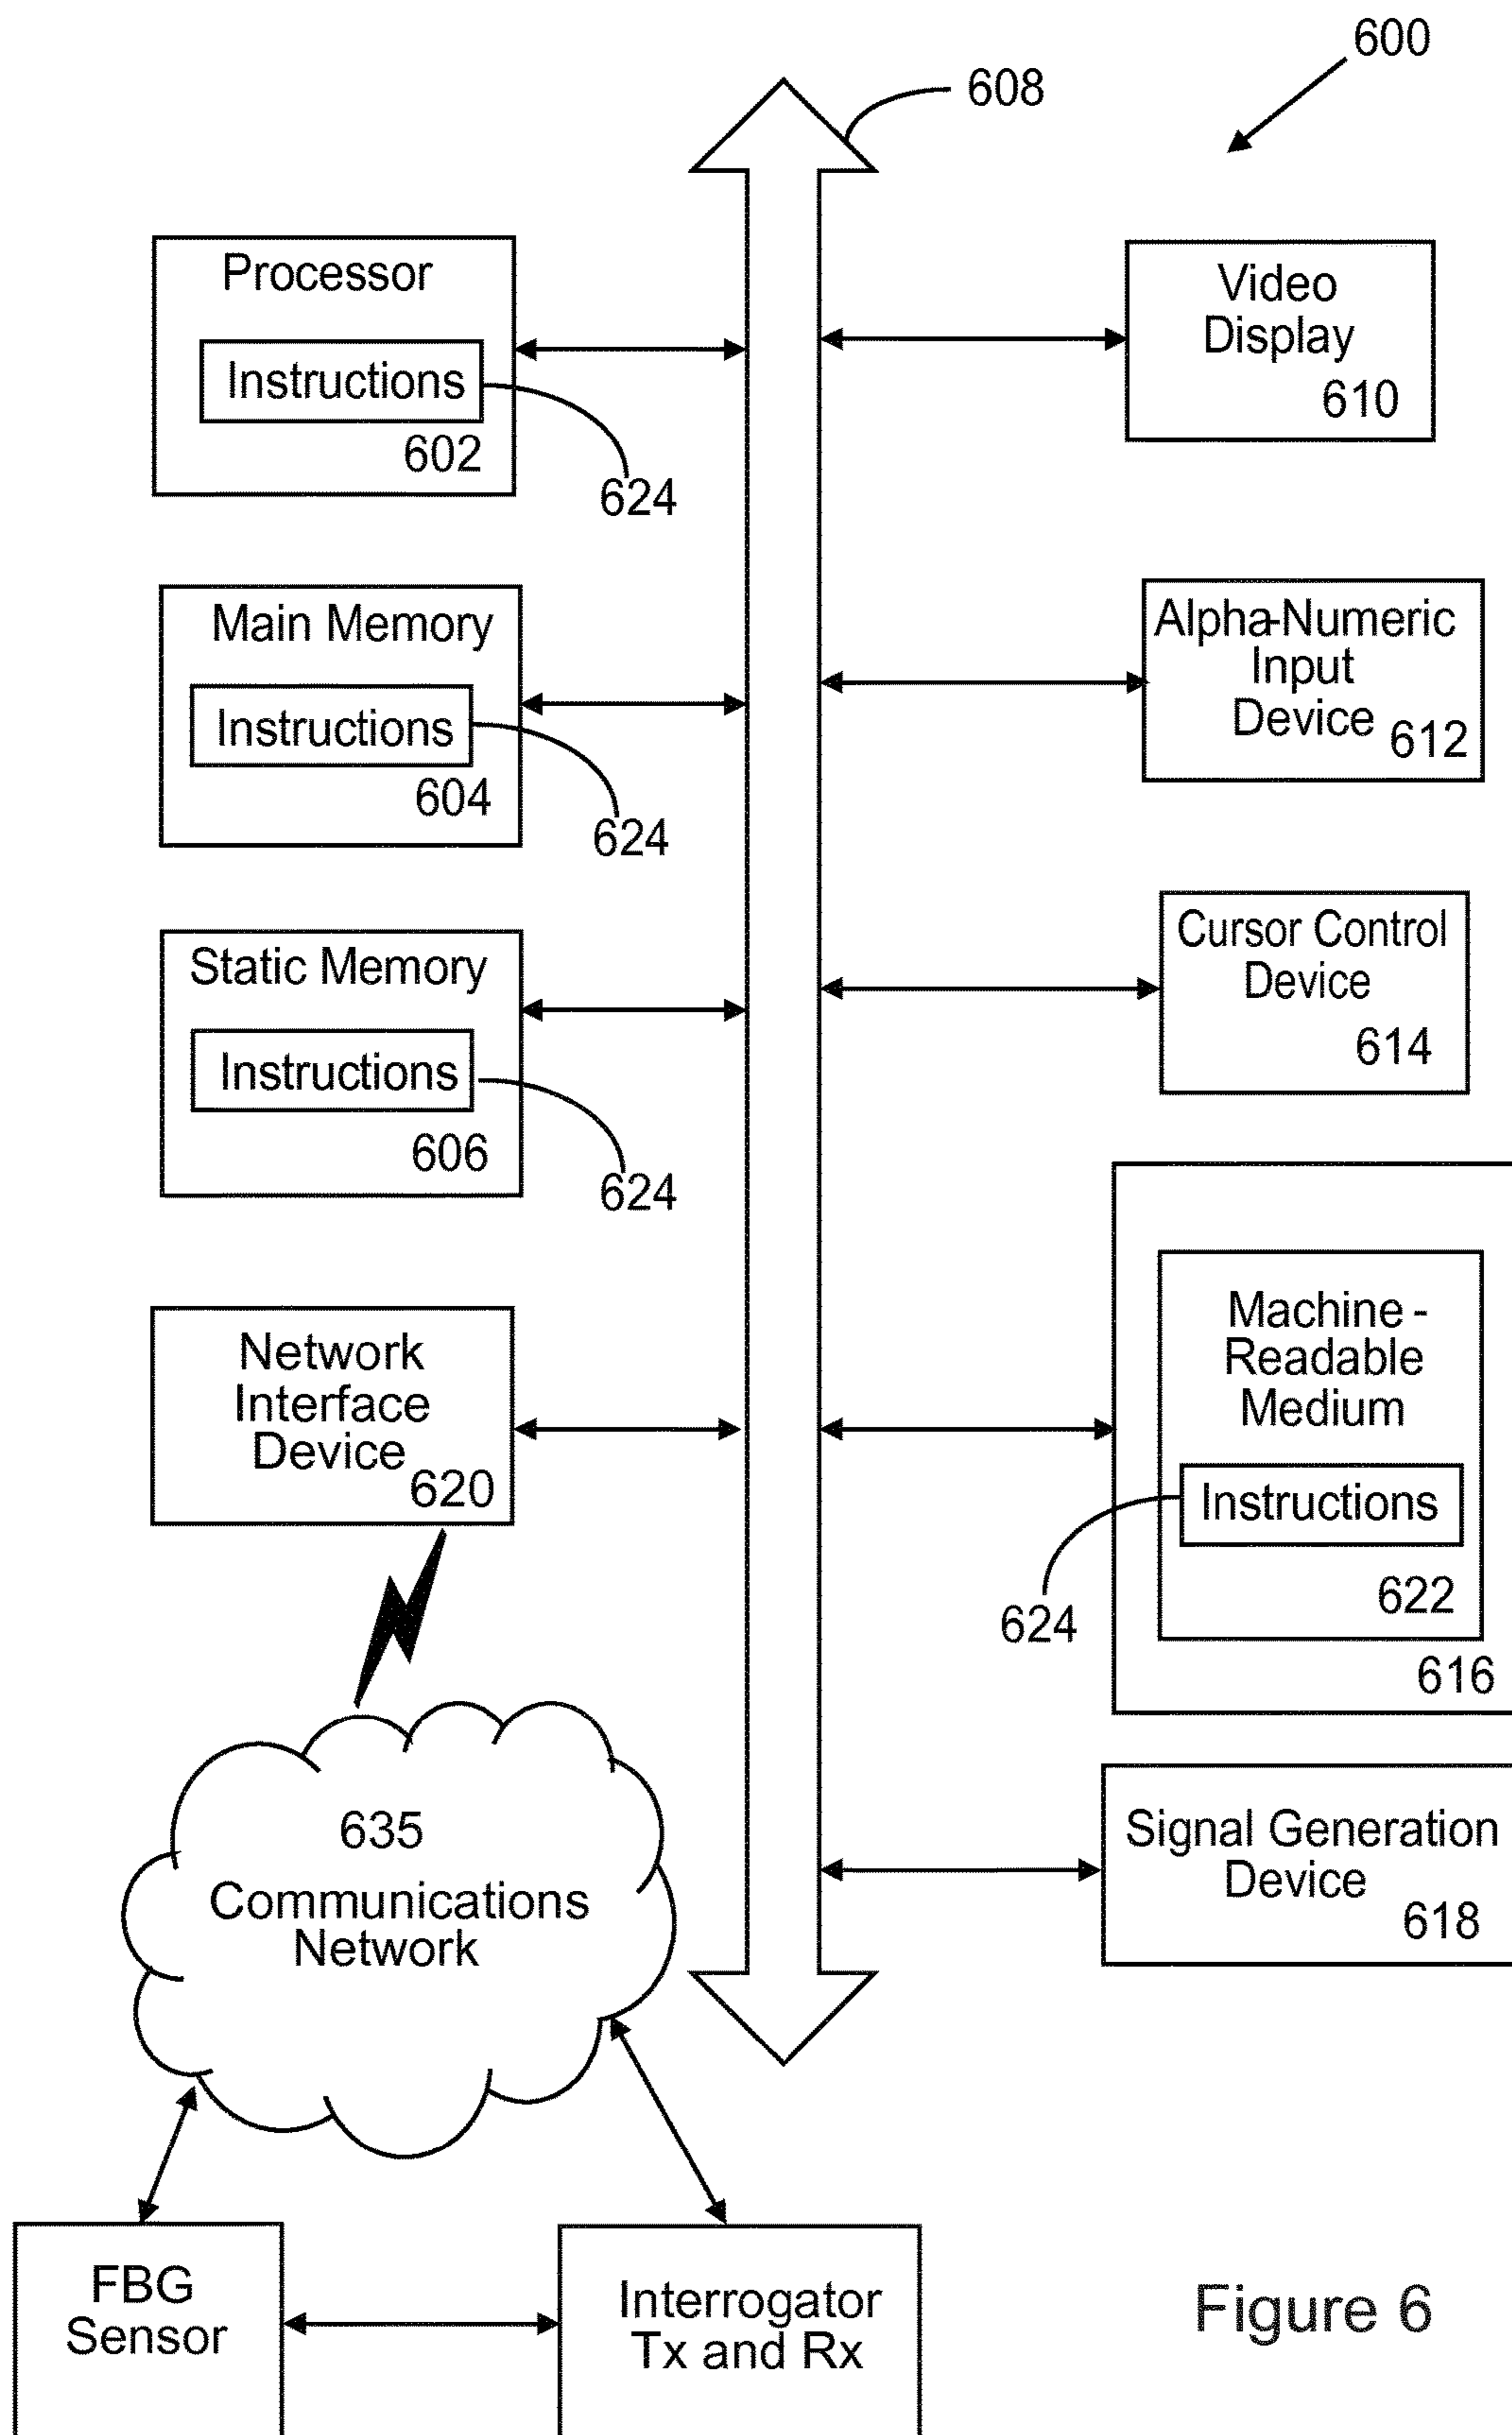 600
608
Processor
Instructions
602
624
Main Memory
Instructions
604
624
Static Memory
Instructions
606
624
Network
Interface
Device
620
635
Communications
Network
FBG
Sensor
Interrogator
Tx and Rx
Video
Display
610
Alpha-Numeric
Input
Device
612
Cursor Control
Device
614
Machine-
Readable
Medium
Instructions
624
622
616
Signal Generation
Device
618
Figure 6